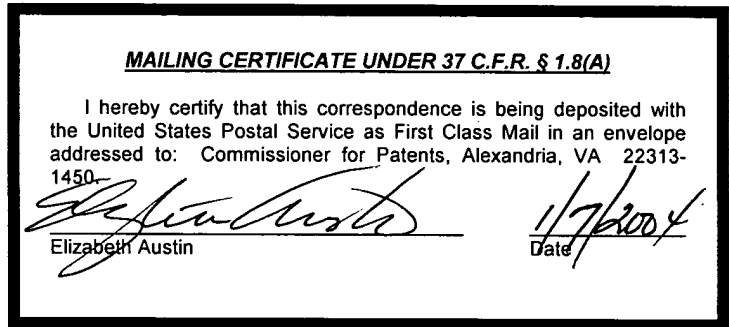 MAILING CERTIFICATE UNDER 37 C.F.R. § 1.8(A)
I hereby certify that this correspondence is being deposited with
the United States Postal Service as First Class Mail in an envelope
addressed to: Commissioner for Patents, Alexandria, VA 22313-
1450.
Elizabeth Austin 1/7/2004
Elizabeth Austin Date